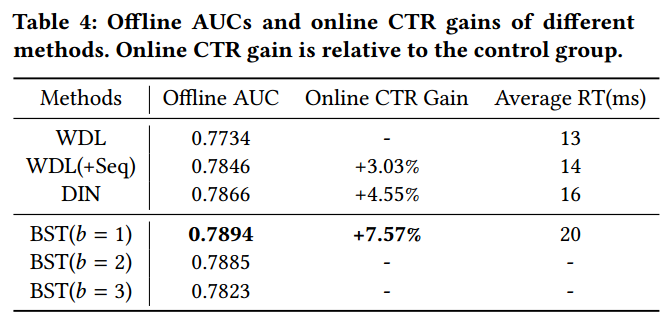 Table 4: Offline AUCs and online CTR gains of different
methods. Online CTR gain is relative to the control group.
Methods Offline AUC Online CTR Gain Average RT(ms)
WDL 0.7734 - 13
WDL(+Seq) 0.7846 +3.03% 14
DIN 0.7866 +4.55% 16
BST(b = 1) 0.7894 +7.57% 20
BST(b = 2) 0.7885 - -
BST(b = 3) 0.7823 - -